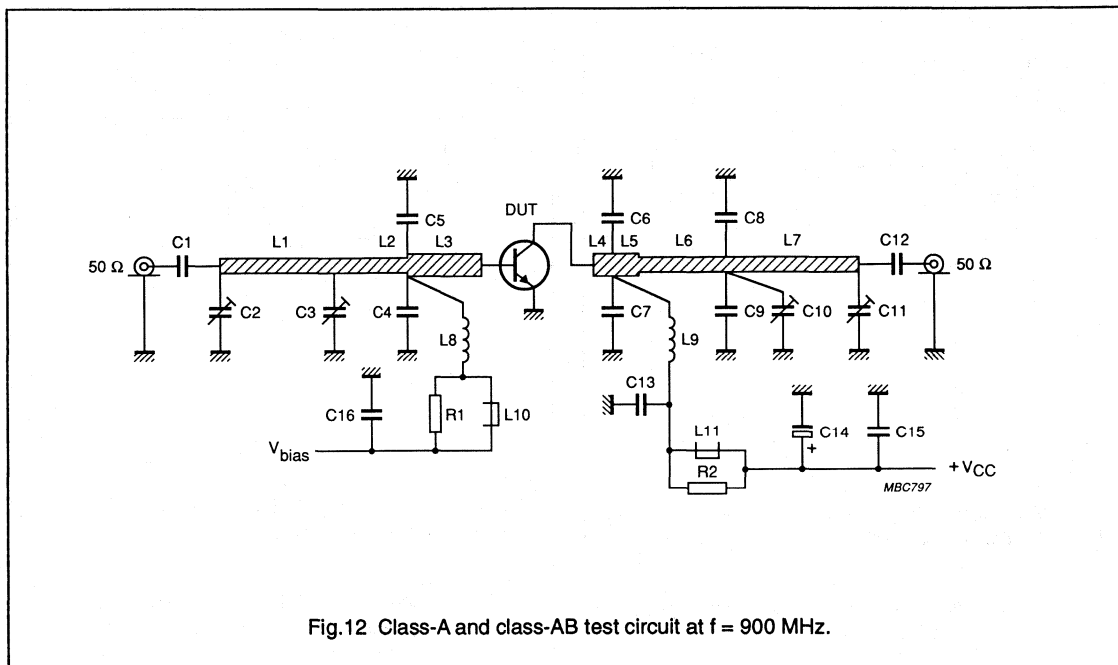 C5
DUT
C6
C8
C1
L1
L2
L3
L4
L5
L6
L7
C12
50 Ω
50 Ω
C2
C3
C4
C7
C9
C10
C11
L8
L9
C13
C16
R1
L10
L11
C14
C15
Vbias
R2
+
+ VCC
MBC797
Fig.12 Class-A and class-AB test circuit at f = 900 MHz.